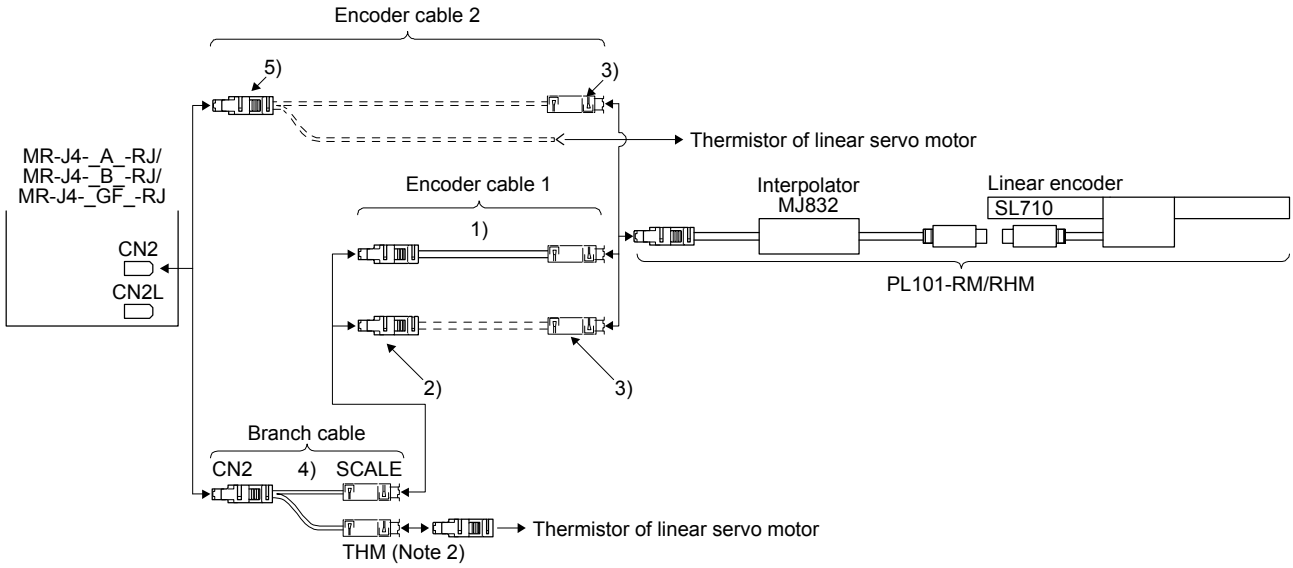 Encoder cable 2
5)
3)
Thermistor of linear servo motor
MR-J4-_A_-RJ/
MR-J4-_B_-RJ/
MR-J4-_GF_-RJ
CN2
CN2L
Encoder cable 1
1)
Interpolator
MJ832
Linear encoder
SL710
PL101-RM/RHM
2)
3)
Branch cable
CN2
4)
SCALE
Thermistor of linear servo motor
THM (Note 2)